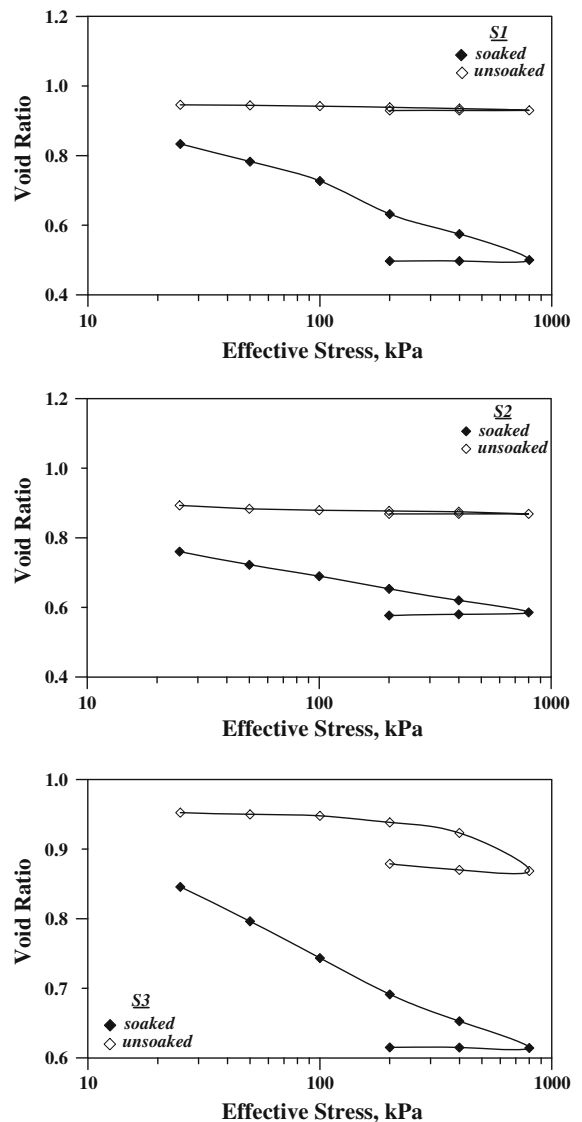 1.2
S1
soaked
unsoaked
1.0
0.8
0.6
0.4
Void Ratio
10
100
1000
Effective Stress, kPa
1.2
S2
soaked
unsoaked
1.0
0.8
0.6
0.4
Void Ratio
10
100
1000
Effective Stress, kPa
1.0
0.9
0.8
0.7
0.6
Void Ratio
S3
soaked
unsoaked
10
100
1000
Effective Stress, kPa